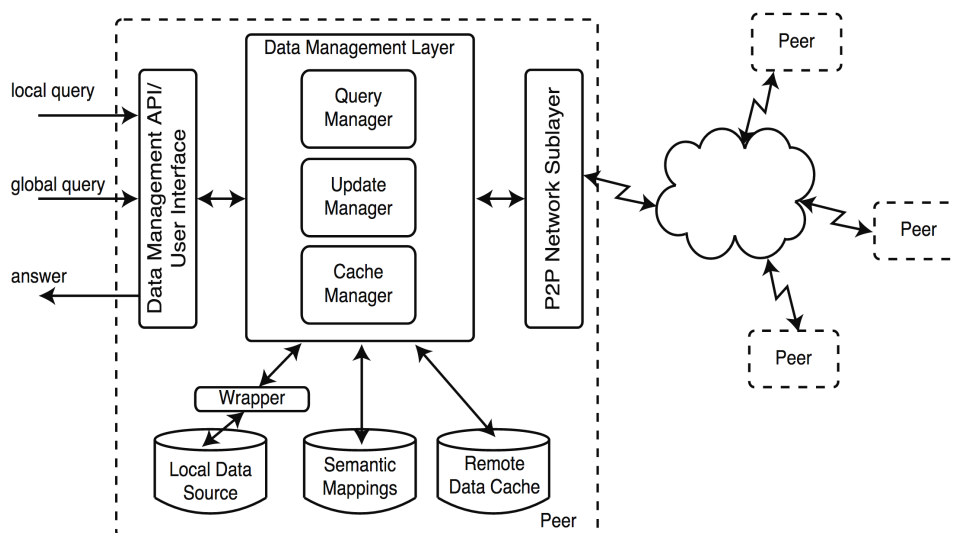 Peer
Data Management Layer
local query
Data Management API/
User Interface
Query
Manager
P2P Network Sublayer
global query
Update
Manager
Peer
answer
Cache
Manager
Peer
Wrapper
Local Data
Source
Semantic
Mappings
Remote
Data Cache
Peer